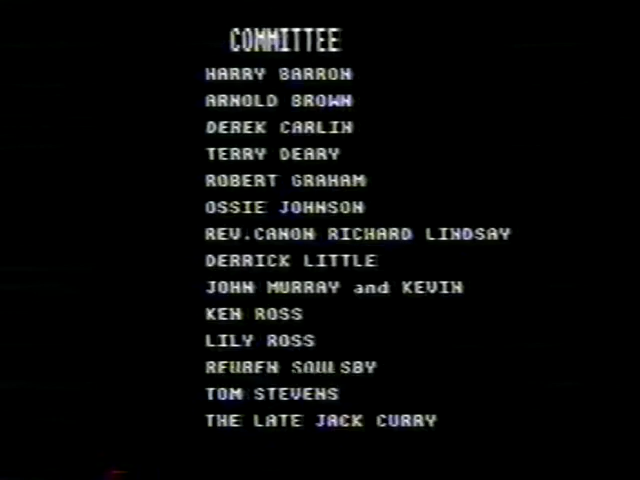 COMMITTEE
HARRY BARRON
ARNOLD BROWN
DEREK CARLIN
TERRY DEARY
ROBERT GRAHAM
OSSIE JOHNSON
REV.CANON RICHARD LINDSAY
DERRICK LITTLE
JOHN MURRAY and KEVIN
KEN ROSS
LILY ROSS
REUBEN SOULSBY
TOM STEVENS
THE LATE JACK CURRY